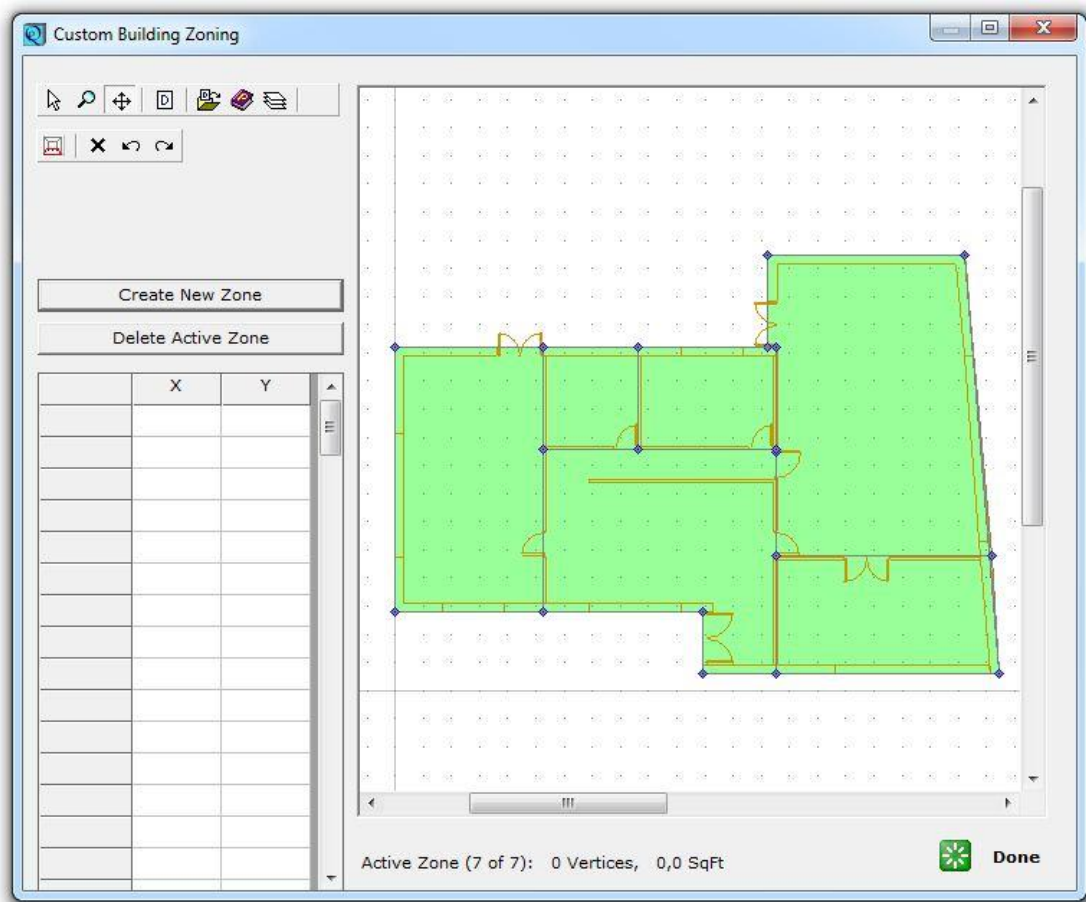 Custom Building Zoning
D
Create New Zone
Delete Active Zone
X Y
Active Zone (7 of 7): 0 Vertices, 0,0 SqFt
Done